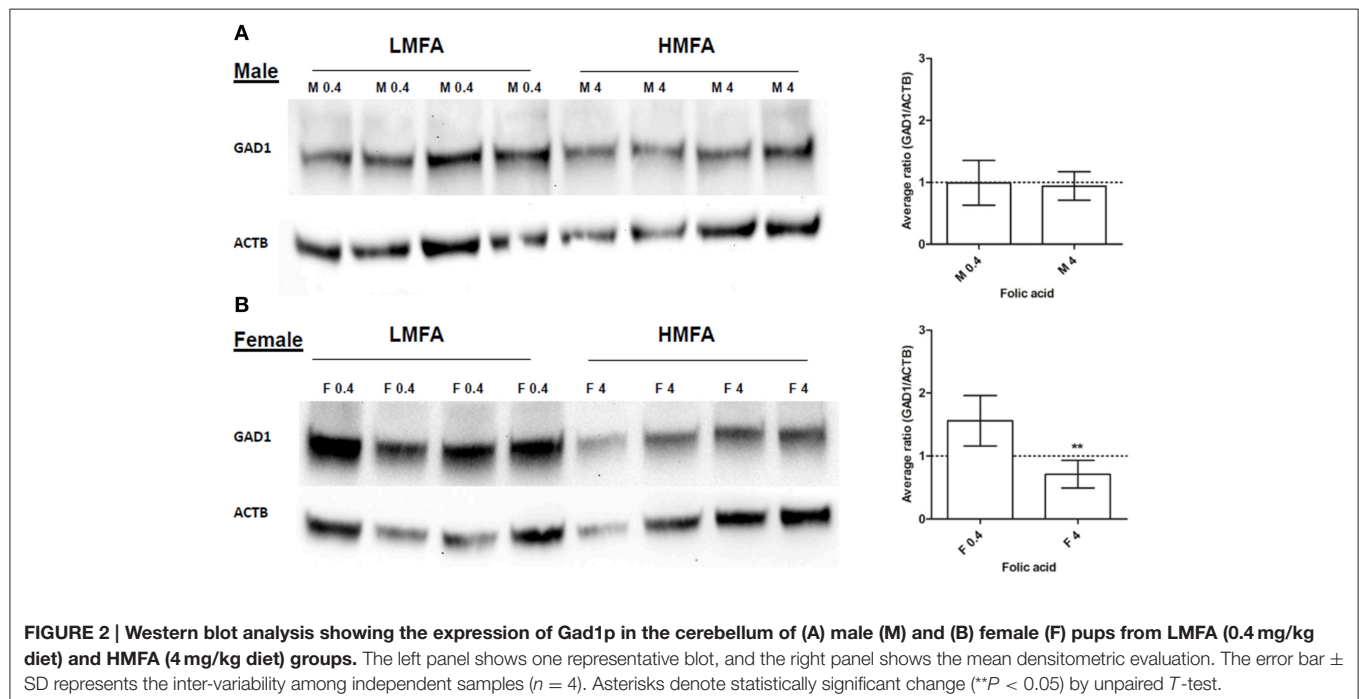 A
LMFA
HMFA
Male
M 0.4 M 0.4 M 0.4 M 0.4 M 4 M 4 M 4 M 4
GAD1
ACTB
Average ratio (GAD1/ACTB)
3
2
1
0
M 0.4
M 4
Folic acid
B
LMFA
HMFA
Female
F 0.4 F 0.4 F 0.4 F 0.4 F 4 F 4 F 4 F 4
GAD1
ACTB
Average ratio (GAD1/ACTB)
3
2
1
0
**
F 0.4
F 4
Folic acid
FIGURE 2 | Western blot analysis showing the expression of Gad1p in the cerebellum of (A) male (M) and (B) female (F) pups from LMFA (0.4 mg/kg
diet) and HMFA (4 mg/kg diet) groups. The left panel shows one representative blot, and the right panel shows the mean densitometric evaluation. The error bar ±
SD represents the inter-variability among independent samples (n = 4). Asterisks denote statistically significant change (**P < 0.05) by unpaired T-test.